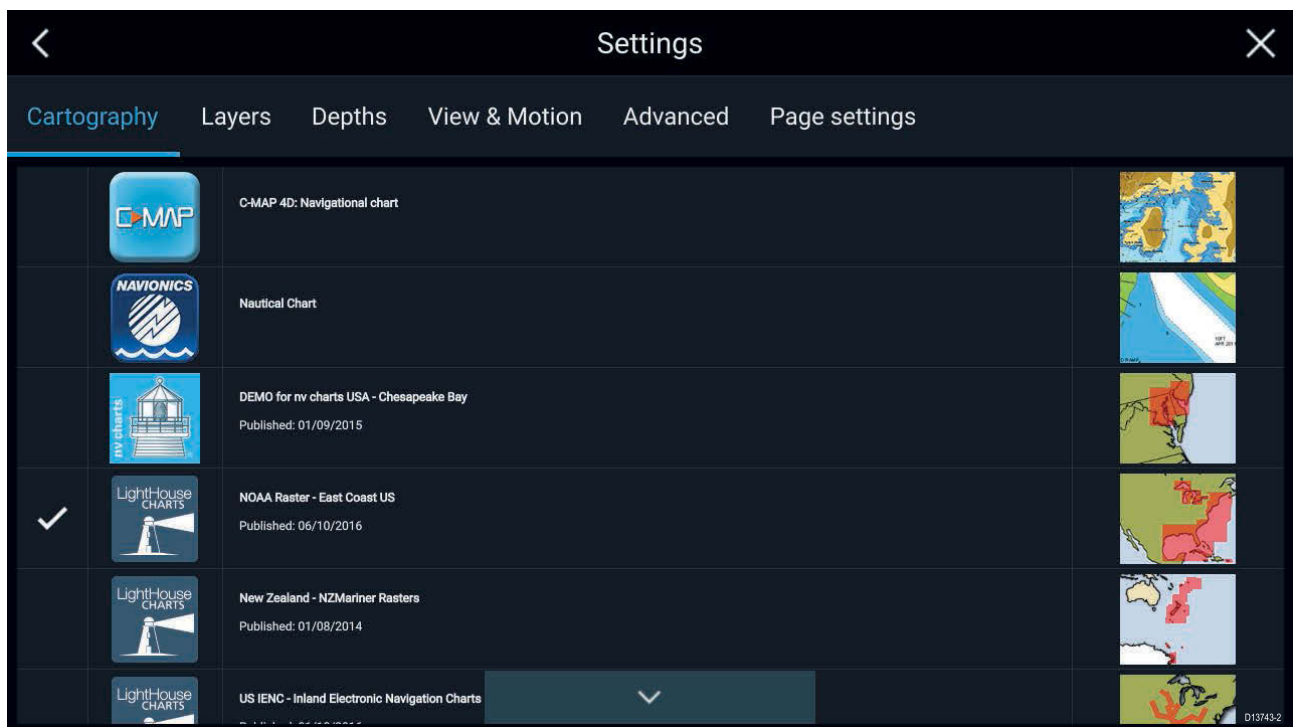 Settings
Cartography Layers Depths View & Motion Advanced Page settings
C-MAP
C-MAP 4D: Navigational chart
NAVIONICS
Nautical Chart
nv charts
DEMO for nv charts USA - Chesapeake Bay
Published: 01/09/2015
LightHouse
CHARTS
NOAA Raster - East Coast US
Published: 06/10/2016
LightHouse
CHARTS
New Zealand - NZMariner Rasters
Published: 01/08/2014
LightHouse
CHARTS
US IENC - Inland Electronic Navigation Charts
D13743-2